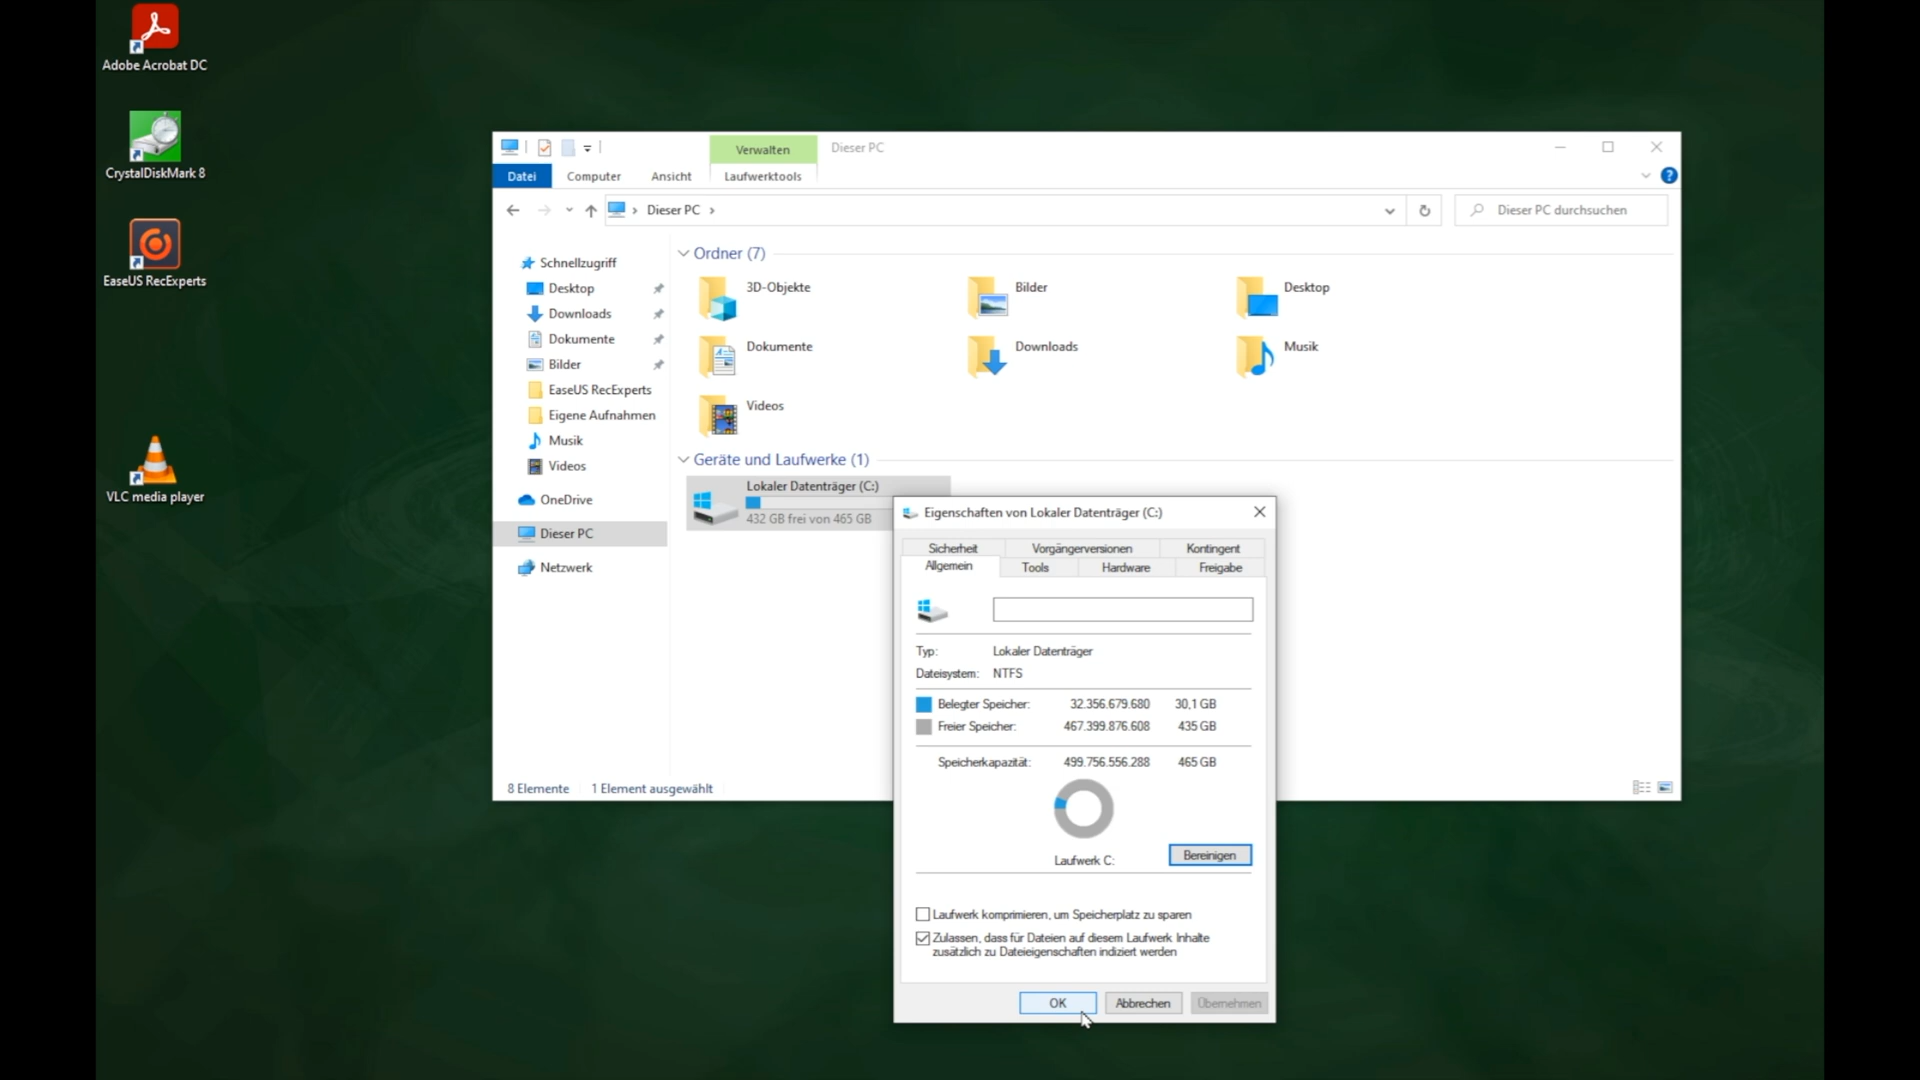 Adobe Acrobat DC
CrystalDiskMark 8
EaseUS RecExperts
VLC media player
Verwalten
Dieser PC
Datei
Computer
Ansicht
Laufwerktools
Dieser PC
Dieser PC durchsuchen
Schnellzugriff
Desktop
Downloads
Dokumente
Bilder
EaseUS RecExperts
Eigene Aufnahmen
Musik
Videos
OneDrive
Dieser PC
Netzwerk
Ordner (7)
3D-Objekte
Bilder
Desktop
Dokumente
Downloads
Musik
Videos
Geräte und Laufwerke (1)
Lokaler Datenträger (C:)
432 GB frei von 465 GB
8 Elemente
1 Element ausgewählt
Eigenschaften von Lokaler Datenträger (C:)
Sicherheit
Vorgängerversionen
Kontingent
Allgemein
Tools
Hardware
Freigabe
Typ: Lokaler Datenträger
Dateisystem: NTFS
Belegter Speicher: 32.356.679.680 30,1 GB
Freier Speicher: 467.399.876.608 435 GB
Speicherkapazität: 499.756.556.288 465 GB
Laufwerk C:
Bereinigen
Laufwerk komprimieren, um Speicherplatz zu sparen
Zulassen, dass für Dateien auf diesem Laufwerk Inhalte
zusätzlich zu Dateieigenschaften indiziert werden
OK
Abbrechen
Übernehmen